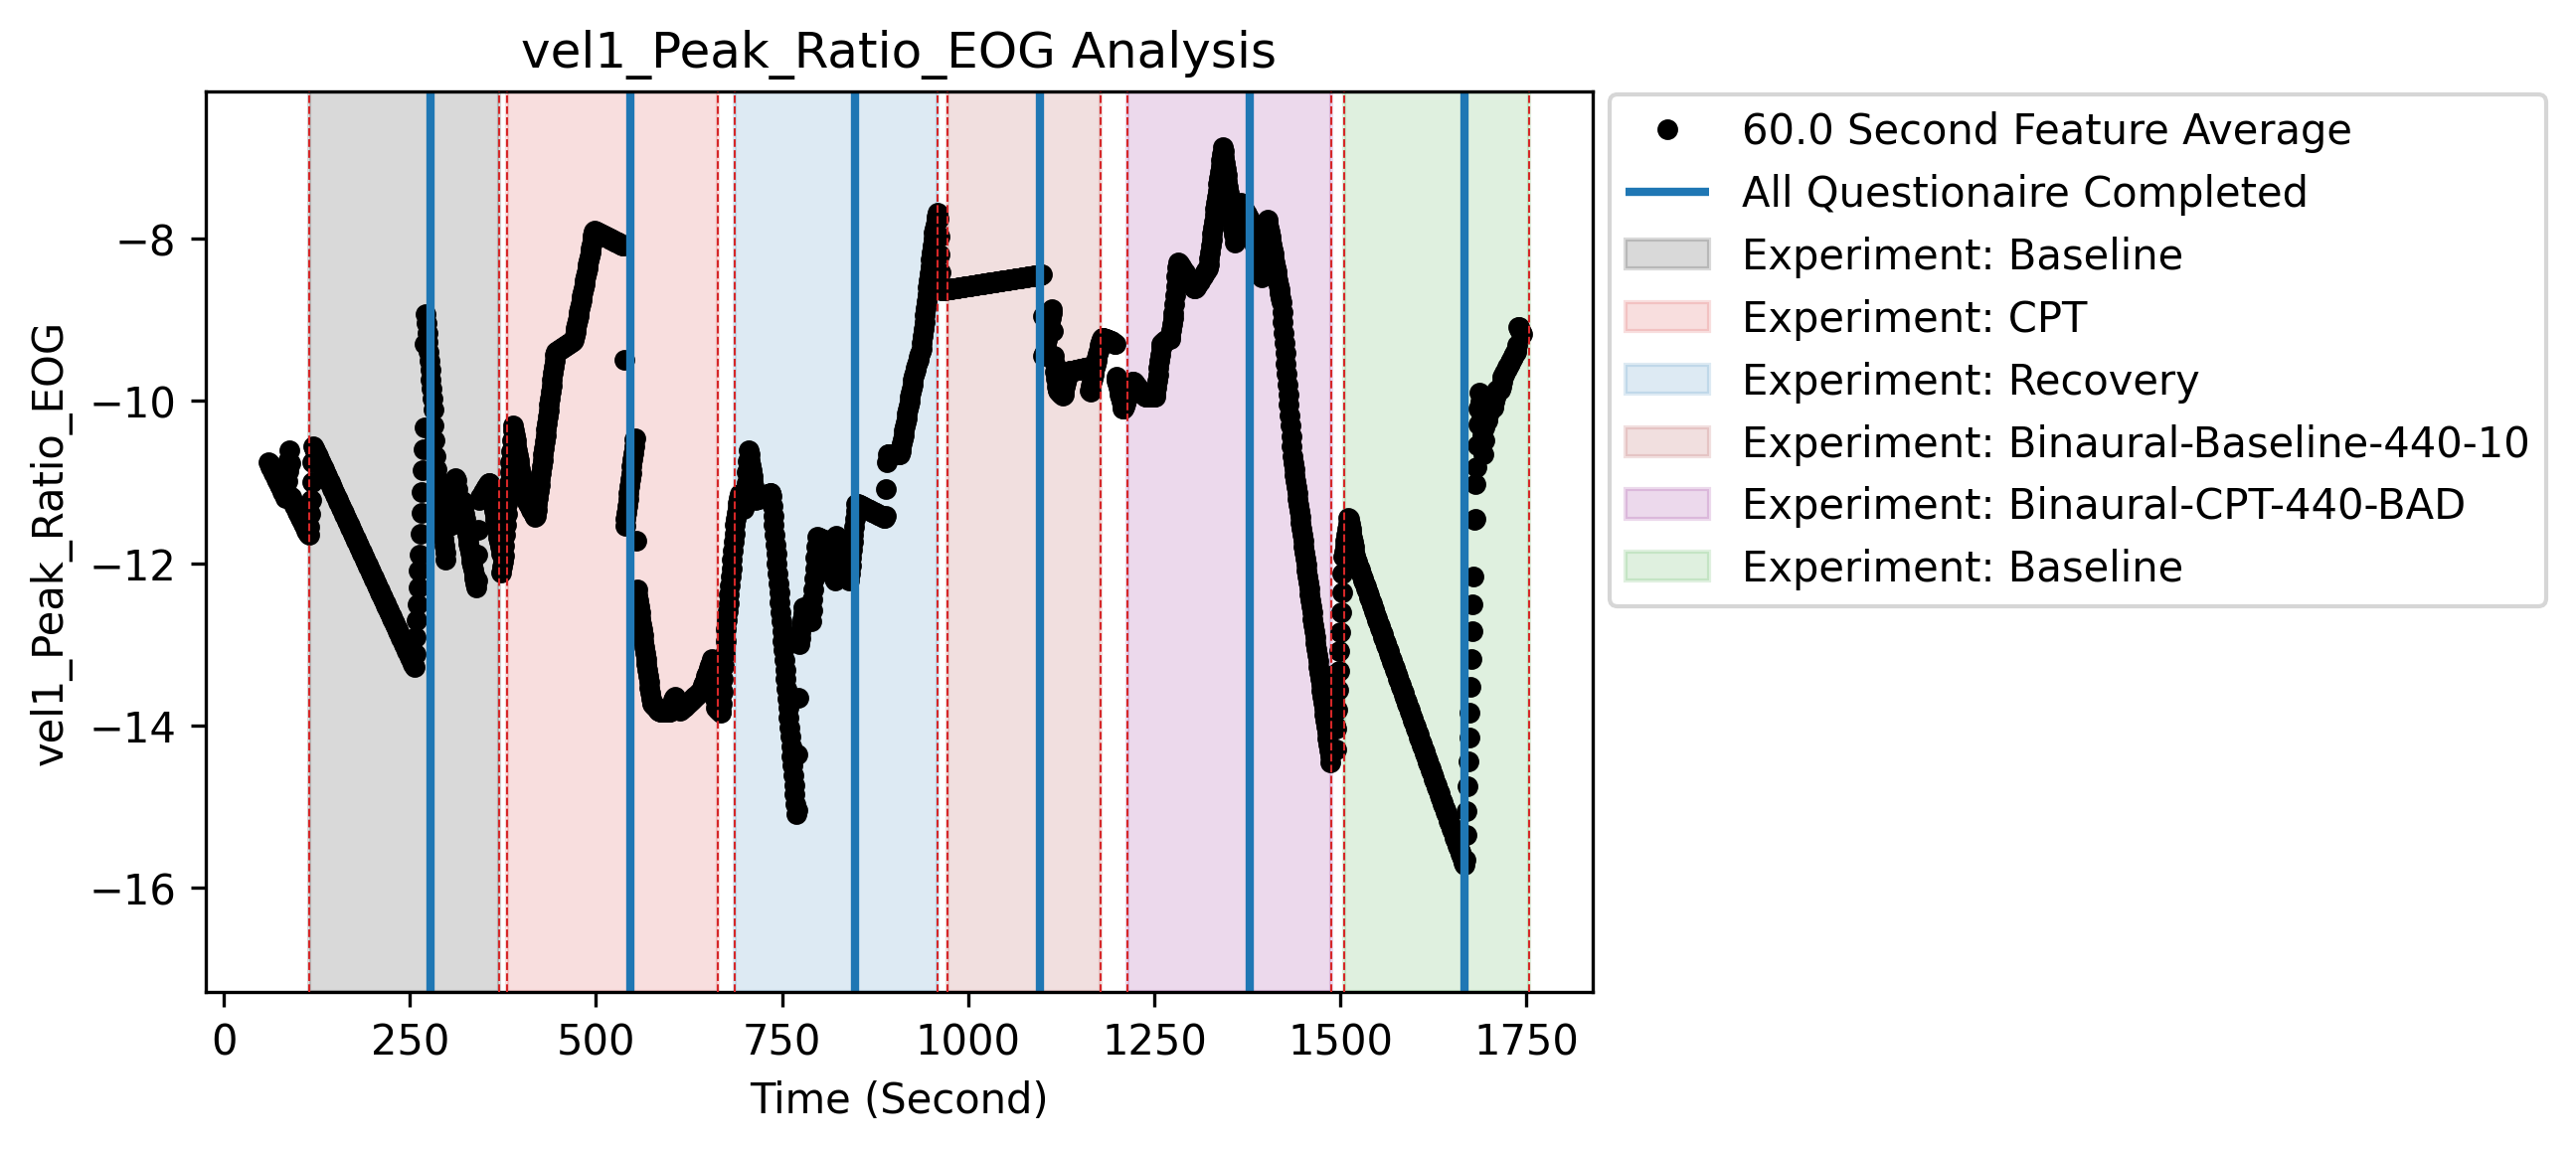 vel1_Peak_Ratio_EOG Analysis
vel1_Peak_Ratio_EOG
−8
−10
−12
−14
−16
0 250 500 750 1000 1250 1500 1750
Time (Second)
60.0 Second Feature Average
All Questionaire Completed
Experiment: Baseline
Experiment: CPT
Experiment: Recovery
Experiment: Binaural-Baseline-440-10
Experiment: Binaural-CPT-440-BAD
Experiment: Baseline